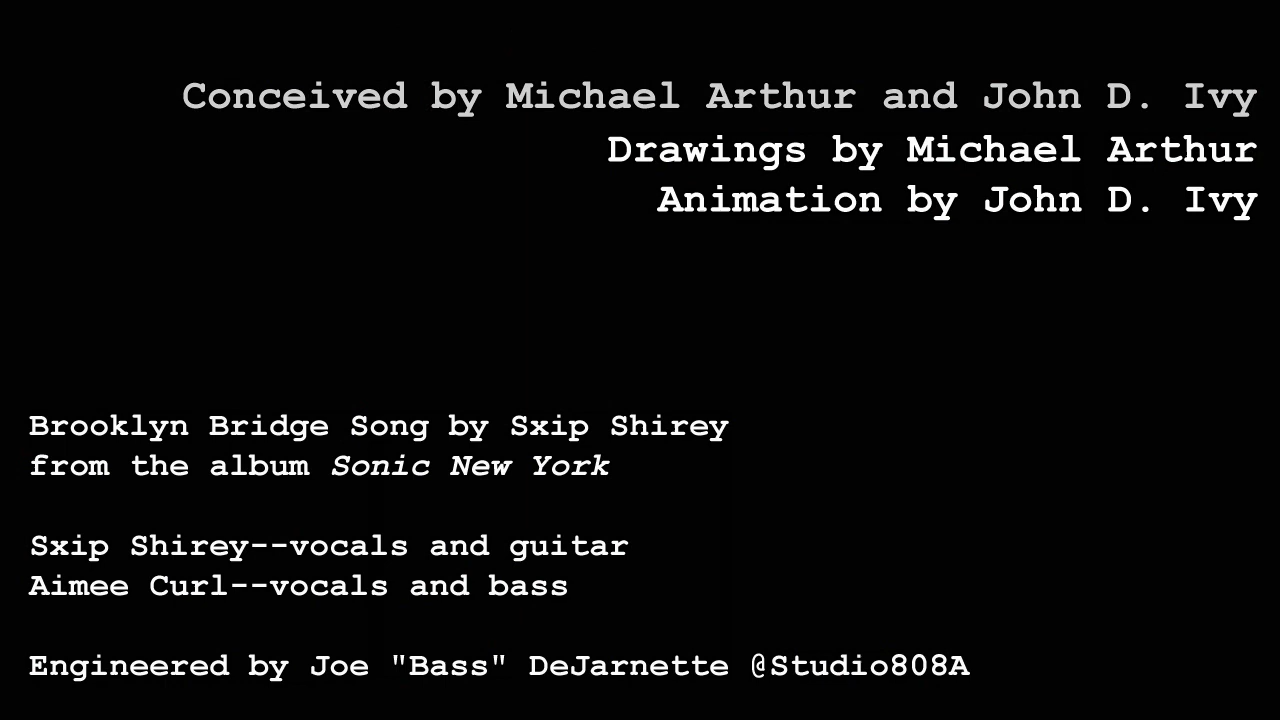 Conceived by Michael Arthur and John D. Ivy
Drawings by Michael Arthur
Animation by John D. Ivy
Brooklyn Bridge Song by Sxip Shirey
from the album Sonic New York
Sxip Shirey--vocals and guitar
Aimee Curl--vocals and bass
Engineered by Joe "Bass" DeJarnette @Studio808A